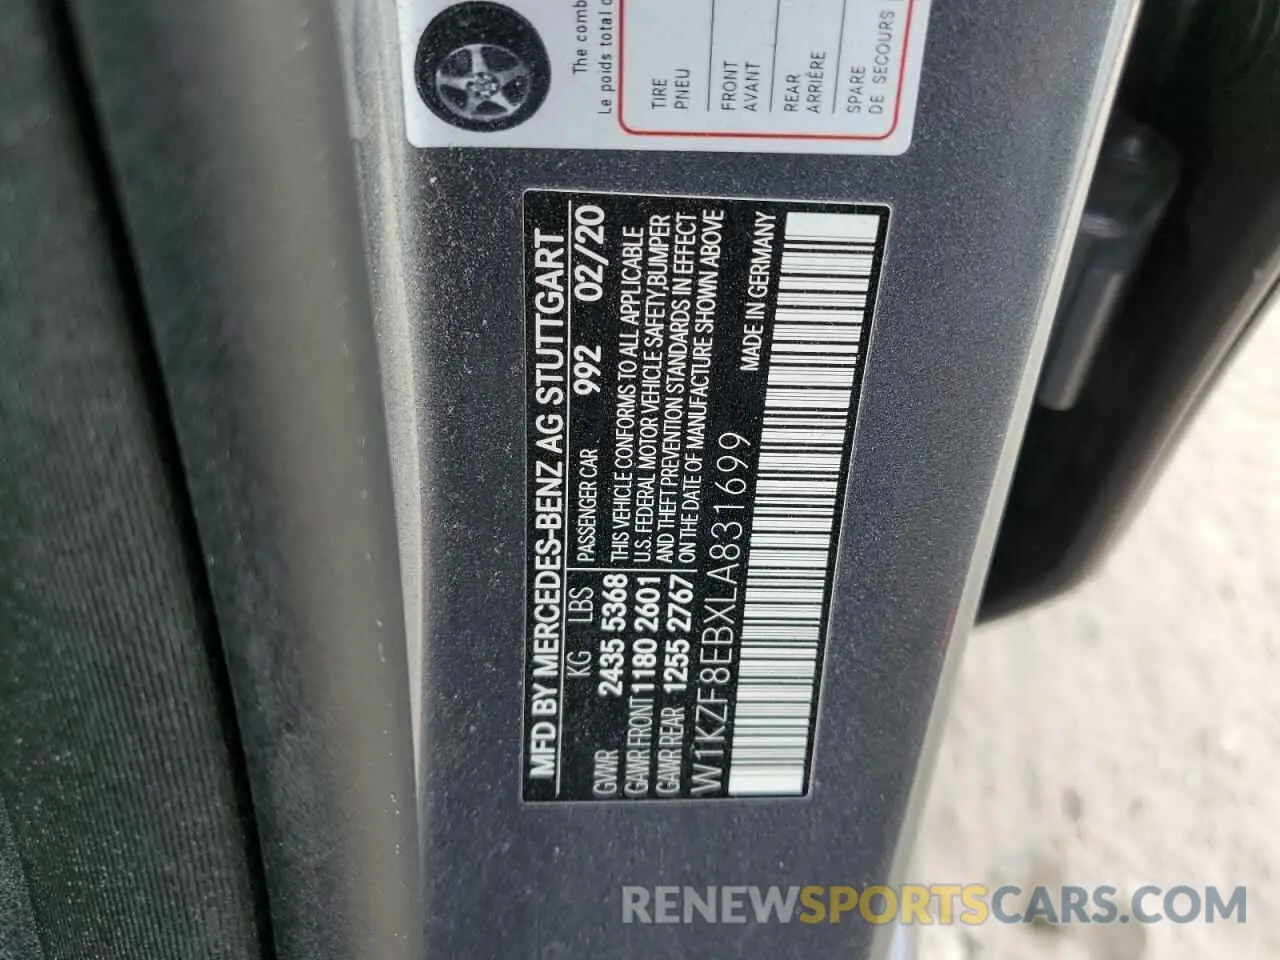 The comb
Le poids total c
TIRE
PNEU
FRONT
AVANT
REAR
ARRIÈRE
SPARE
DE SECOURS
MFD BY MERCEDES-BENZ AG STUTTGART
KG LBS PASSENGER CAR 992 02/20
GVWR 2435 5368 THIS VEHICLE CONFORMS TO ALL APPLICABLE
GAWR FRONT 1180 2601 U.S. FEDERAL MOTOR VEHICLE SAFETY,BUMPER
GAWR REAR 1255 2767 AND THEFT PREVENTION STANDARDS IN EFFECT
ON THE DATE OF MANUFACTURE SHOWN ABOVE
W1KZF8EBXLA831699 MADE IN GERMANY
RENEWSPORTSCARS.COM